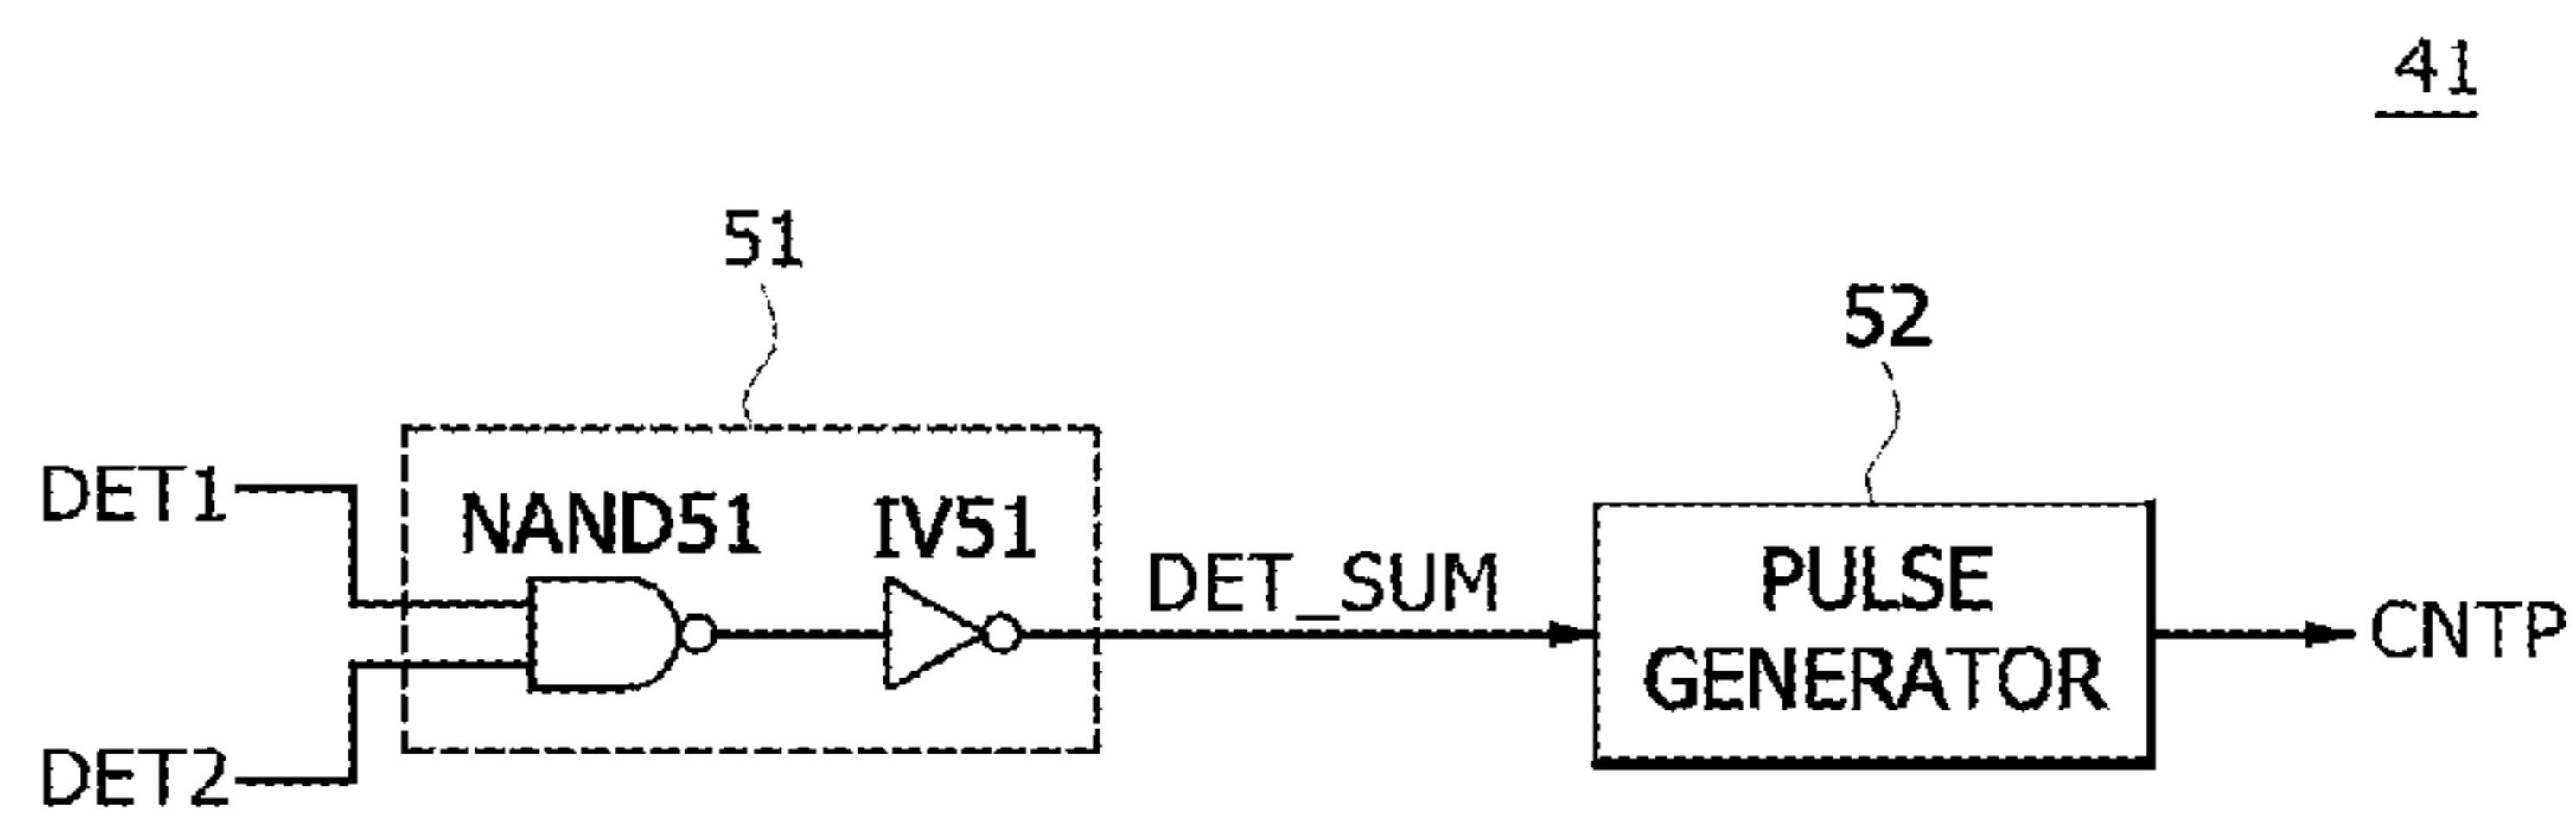 41
51
52
DET1
NAND51 IV51
DET_SUM
PULSE
GENERATOR
CNTP
DET2